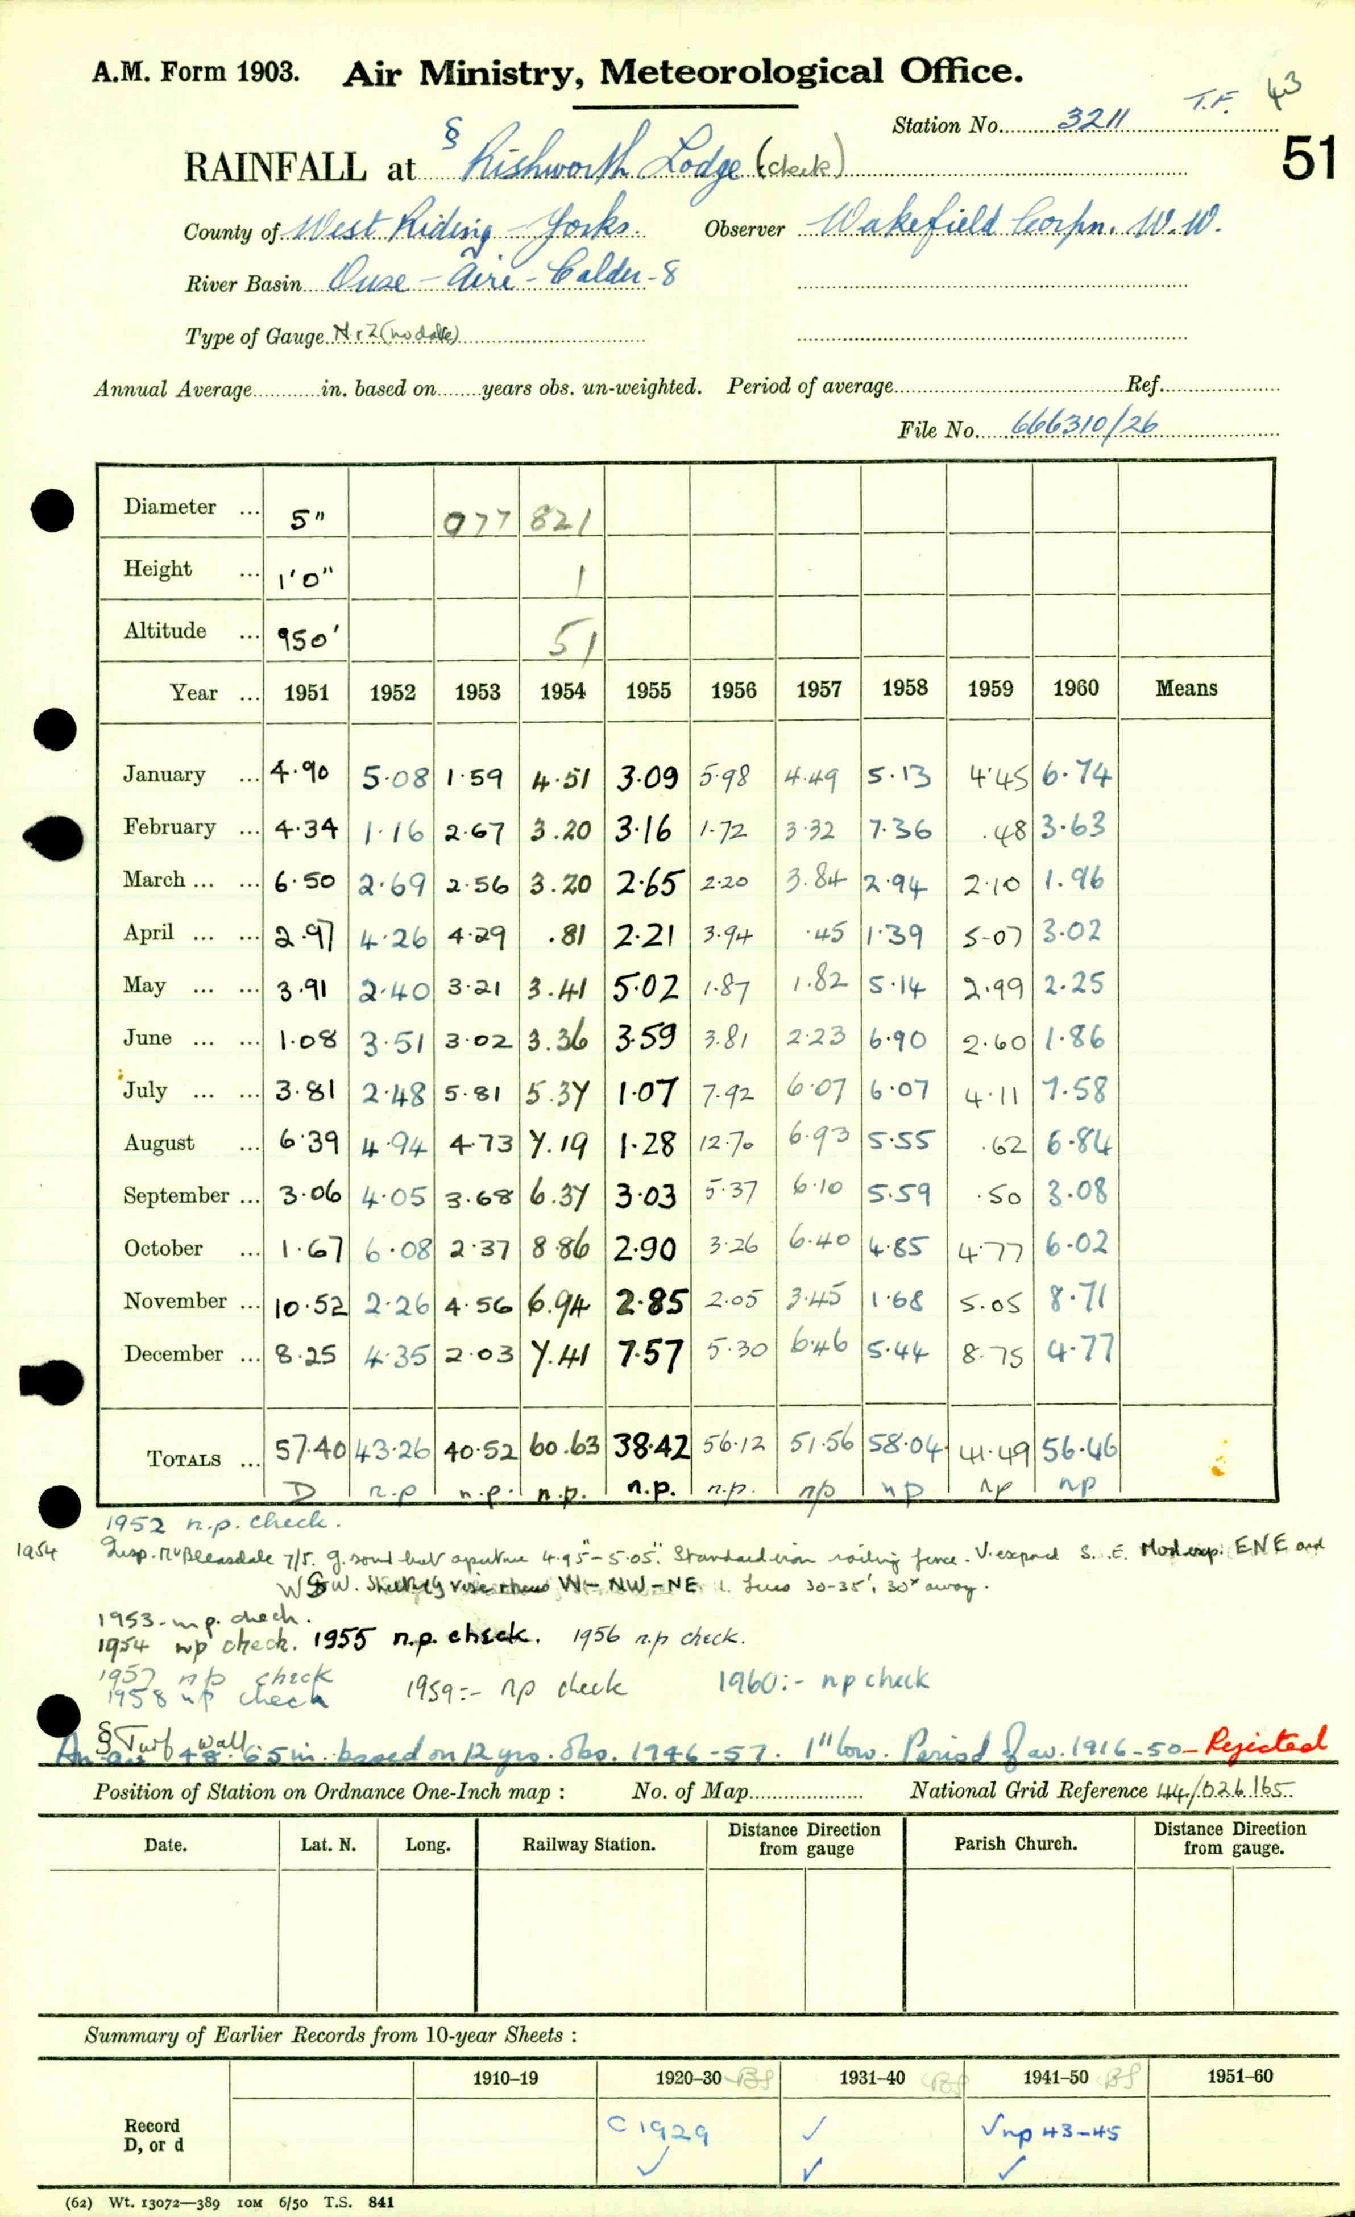 A.M. Form 1903. Air Ministry, Meteorological Office.
T.F. 43
Station No. 3211
51
RAINFALL at § Rishworth Lodge (check)
County of West Riding - Yorks. Observer Wakefield Corpn. W.W.
River Basin Ouse - Aire - Calder - 8
Type of Gauge N r 2 (no date)
Annual Average in. based on years obs. un-weighted. Period of average Ref.
File No. 666310/26
Diameter ... 5" 077 821
Height ... 1'0" 1
Altitude ... 950' 51
Year ... 1951 1952 1953 1954 1955 1956 1957 1958 1959 1960 Means
January ... 4.90 5.08 1.59 4.51 3.09 5.98 4.49 5.13 4.45 6.74
February ... 4.34 1.16 2.67 3.20 3.16 1.72 3.32 7.36 .48 3.63
March ... ... 6.50 2.69 2.56 3.20 2.65 2.20 3.84 2.94 2.10 1.96
April ... ... 2.97 4.26 4.29 .81 2.21 3.94 .45 1.39 5.07 3.02
May ... ... 3.91 2.40 3.21 3.41 5.02 1.87 1.82 5.14 2.99 2.25
June ... ... 1.08 3.51 3.02 3.36 3.59 3.81 2.23 6.90 2.60 1.86
July ... ... 3.81 2.48 5.81 5.37 1.07 7.92 6.07 6.07 4.11 7.58
August ... 6.39 4.94 4.73 7.19 1.28 12.70 6.93 5.55 .62 6.84
September ... 3.06 4.05 3.68 6.37 3.03 5.37 6.10 5.59 .50 3.08
October ... 1.67 6.08 2.37 8.86 2.90 3.26 6.40 4.85 4.77 6.02
November ... 10.52 2.26 4.56 6.94 2.85 2.05 3.45 1.68 5.05 8.71
December ... 8.25 4.35 2.03 7.41 7.57 5.30 6.46 5.44 8.75 4.77
TOTALS ... 57.40 43.26 40.52 60.63 38.42 56.12 51.56 58.04 41.49 56.46
D n.p n.p. n.p. n.p. n.p. np np np np
1952 n.p. check.
1954 Insp. Mr Bleasdale 7/5. g. sound but aperture 4.95"-5.05". Standard iron railing fence. V. exposed S. E. Mod exp. ENE and
WSW. W-NW-NE 30-35', 30x away.
1953 - n.p. check.
1954 np check. 1955 n.p. check. 1956 n.p check.
1957 np check
1958 np check 1959:- np check 1960:- np check
§ Turf wall.
An. av. 48.65 in. based on 12 yrs. obs. 1946-57. 1" low. Period of av. 1916-50 - Rejected
Position of Station on Ordnance One-Inch map : No. of Map National Grid Reference 44/026165
Date. Lat. N. Long. Railway Station. Distance from Direction gauge Parish Church. Distance from Direction gauge.
Summary of Earlier Records from 10-year Sheets :
1910-19 1920-30 1931-40 1941-50 1951-60
Record D, or d C 1929 ✓ ✓ ✓ ✓np 43-45 ✓
(62) Wt. 13072—389 10M 6/50 T.S. 841